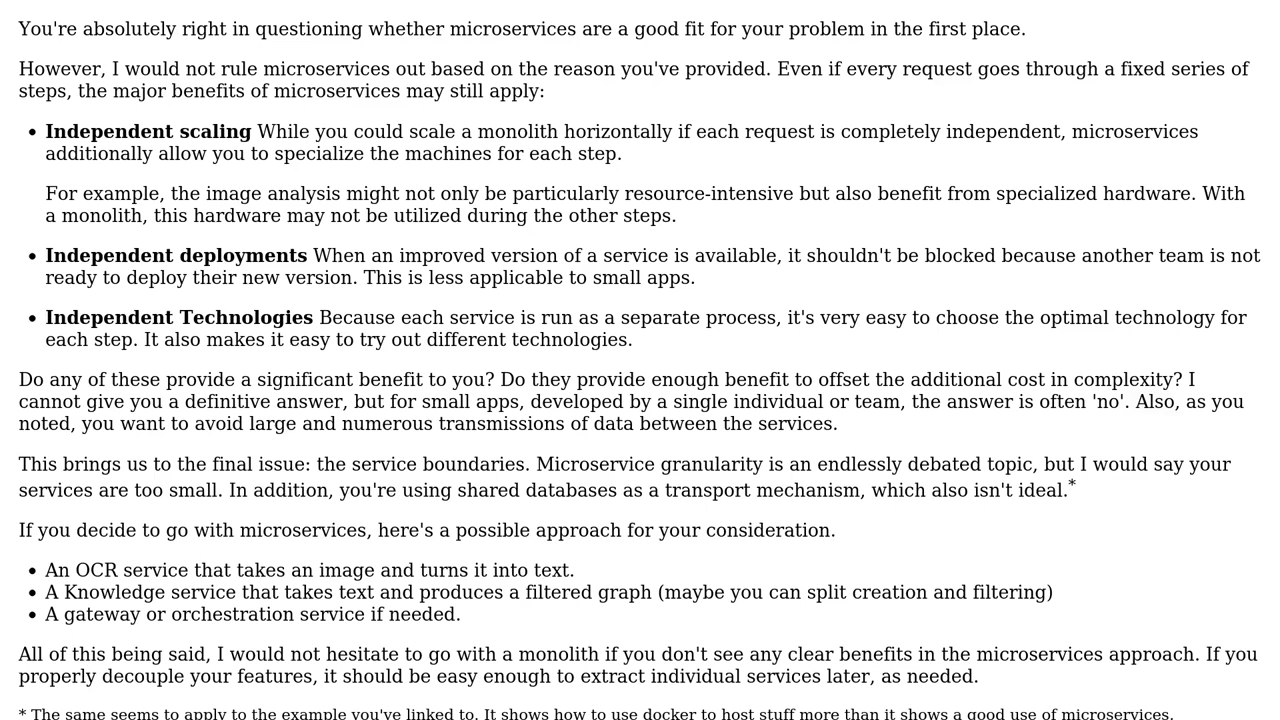 You're absolutely right in questioning whether microservices are a good fit for your problem in the first place.
However, I would not rule microservices out based on the reason you've provided. Even if every request goes through a fixed series of
steps, the major benefits of microservices may still apply:
• Independent scaling While you could scale a monolith horizontally if each request is completely independent, microservices
additionally allow you to specialize the machines for each step.
For example, the image analysis might not only be particularly resource-intensive but also benefit from specialized hardware. With
a monolith, this hardware may not be utilized during the other steps.
• Independent deployments When an improved version of a service is available, it shouldn't be blocked because another team is not
ready to deploy their new version. This is less applicable to small apps.
• Independent Technologies Because each service is run as a separate process, it's very easy to choose the optimal technology for
each step. It also makes it easy to try out different technologies.
Do any of these provide a significant benefit to you? Do they provide enough benefit to offset the additional cost in complexity? I
cannot give you a definitive answer, but for small apps, developed by a single individual or team, the answer is often 'no'. Also, as you
noted, you want to avoid large and numerous transmissions of data between the services.
This brings us to the final issue: the service boundaries. Microservice granularity is an endlessly debated topic, but I would say your
services are too small. In addition, you're using shared databases as a transport mechanism, which also isn't ideal.*
If you decide to go with microservices, here's a possible approach for your consideration.
• An OCR service that takes an image and turns it into text.
• A Knowledge service that takes text and produces a filtered graph (maybe you can split creation and filtering)
• A gateway or orchestration service if needed.
All of this being said, I would not hesitate to go with a monolith if you don't see any clear benefits in the microservices approach. If you
properly decouple your features, it should be easy enough to extract individual services later, as needed.
* The same seems to apply to the example you've linked to. It shows how to use docker to host stuff more than it shows a good use of microservices.